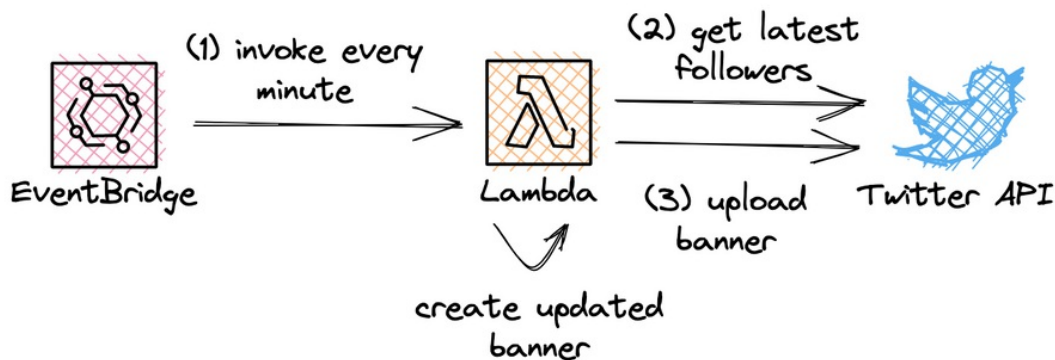 (1) invoke every
minute
(2) get latest
followers
EventBridge
Lambda
(3) upload
banner
Twitter API
create updated
banner